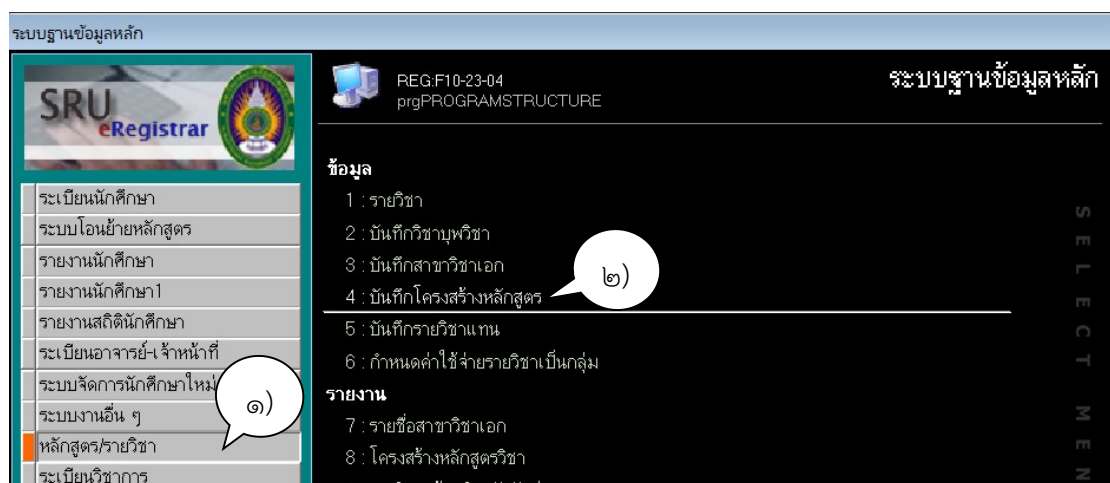 ระบบฐานข้อมูลหลัก
SRU
eRegistrar
ระเบียนนักศึกษา
ระบบโอนย้ายหลักสูตร
รายงานนักศึกษา
รายงานนักศึกษา1
รายงานสถิตินักศึกษา
ระเบียนอาจารย์-เจ้าหน้าที่
ระบบจัดการนักศึกษาใหม่
ระบบงานอื่น ๆ
๑)
หลักสูตร/รายวิชา
ระเบียนวิชาการ
REG:F10-23-04
prgPROGRAMSTRUCTURE
ระบบฐานข้อมูลหลัก
ข้อมูล
1 : รายวิชา
2 : บันทึกวิชาบุพวิชา
3 : บันทึกสาขาวิชาเอก
๒)
4 : บันทึกโครงสร้างหลักสูตร
5 : บันทึกรายวิชาแทน
6 : กำหนดค่าใช้จ่ายรายวิชาเป็นกลุ่ม
รายงาน
7 : รายชื่อสาขาวิชาเอก
8 : โครงสร้างหลักสูตรวิชา
SELECT MEN